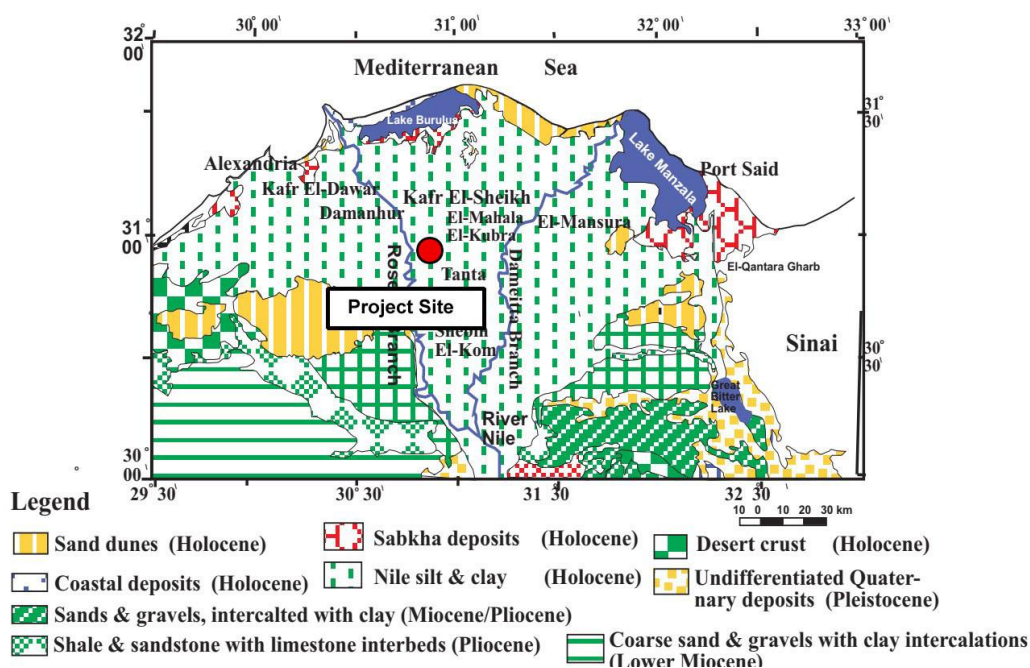 30° 00' 31° 00' 32° 00' 33° 00'
32° 00'
Mediterranean Sea
Lake Burulus
31° 30'
Lake Manzala
Port Said
Alexandria
Kafr El-Dawar
Damanhur
Kafr El-Sheikh
El-Mahala
El-Kubra
El-Mansura
31° 00'
El-Qantara Gharb
Tanta
Project Site
Dameitta Branch
El-Kom
Sinai
30° 30'
Great
Bitter
Lake
River
Nile
30° 00'
29° 30' 30° 30' 31° 30' 32° 30'
10 0 10 20 30 km
Legend
Sand dunes (Holocene)
Sabkha deposits (Holocene)
Desert crust (Holocene)
Coastal deposits (Holocene)
Nile silt & clay (Holocene)
Undifferentiated Quater-
nary deposits (Pleistocene)
Sands & gravels, intercalted with clay (Miocene/Pliocene)
Shale & sandstone with limestone interbeds (Pliocene)
Coarse sand & gravels with clay intercalations
(Lower Miocene)